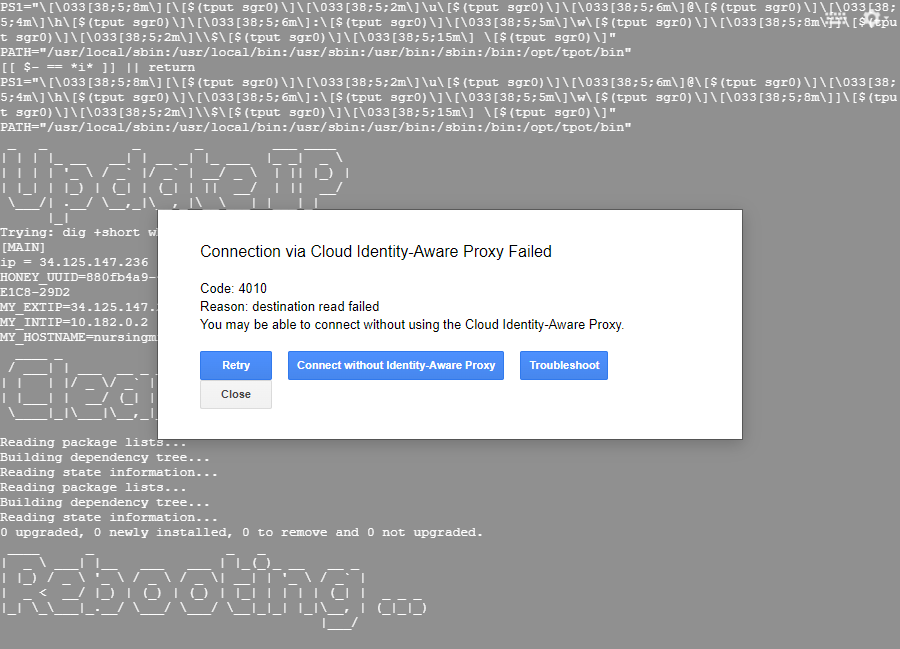 PS1="\[\033[38;5;8m\][\[$(tput sgr0)\]\[\033[38;5;2m\]\u\[$(tput sgr0)\]\[\033[38;5;6m\]@\[$(tput sgr0)\]\[\033[38;
5;4m\]\h\[$(tput sgr0)\]\[\033[38;5;6m\]:\[$(tput sgr0)\]\[\033[38;5;5m\]\w\[$(tput sgr0)\]\[\033[38;5;8m\]]\[$(tpu
t sgr0)\]\[\033[38;5;2m\]\\$\[$(tput sgr0)\]\[\033[38;5;15m\] \[$(tput sgr0)\]"
PATH="/usr/local/sbin:/usr/local/bin:/usr/sbin:/usr/bin:/sbin:/bin:/opt/tpot/bin"
[[ $- == *i* ]] || return
PS1="\[\033[38;5;8m\][\[$(tput sgr0)\]\[\033[38;5;2m\]\u\[$(tput sgr0)\]\[\033[38;5;6m\]@\[$(tput sgr0)\]\[\033[38;
5;4m\]\h\[$(tput sgr0)\]\[\033[38;5;6m\]:\[$(tput sgr0)\]\[\033[38;5;5m\]\w\[$(tput sgr0)\]\[\033[38;5;8m\]]\[$(tpu
t sgr0)\]\[\033[38;5;2m\]\\$\[$(tput sgr0)\]\[\033[38;5;15m\] \[$(tput sgr0)\]"
PATH="/usr/local/sbin:/usr/local/bin:/usr/sbin:/usr/bin:/sbin:/bin:/opt/tpot/bin"
Update IP
Trying: dig +short
[MAIN]
ip = 34.125.147.236
HONEY_UUID=880fb4a9-
E1C8-29D2
MY_EXTIP=34.125.147.
MY_INTIP=10.182.0.2
MY_HOSTNAME=nursingm
Connection via Cloud Identity-Aware Proxy Failed
Code: 4010
Reason: destination read failed
You may be able to connect without using the Cloud Identity-Aware Proxy.
Retry
Connect without Identity-Aware Proxy
Troubleshoot
Close
Reading package lists...
Building dependency tree...
Reading state information...
Reading package lists...
Building dependency tree...
Reading state information...
0 upgraded, 0 newly installed, 0 to remove and 0 not upgraded.
Rebooting...